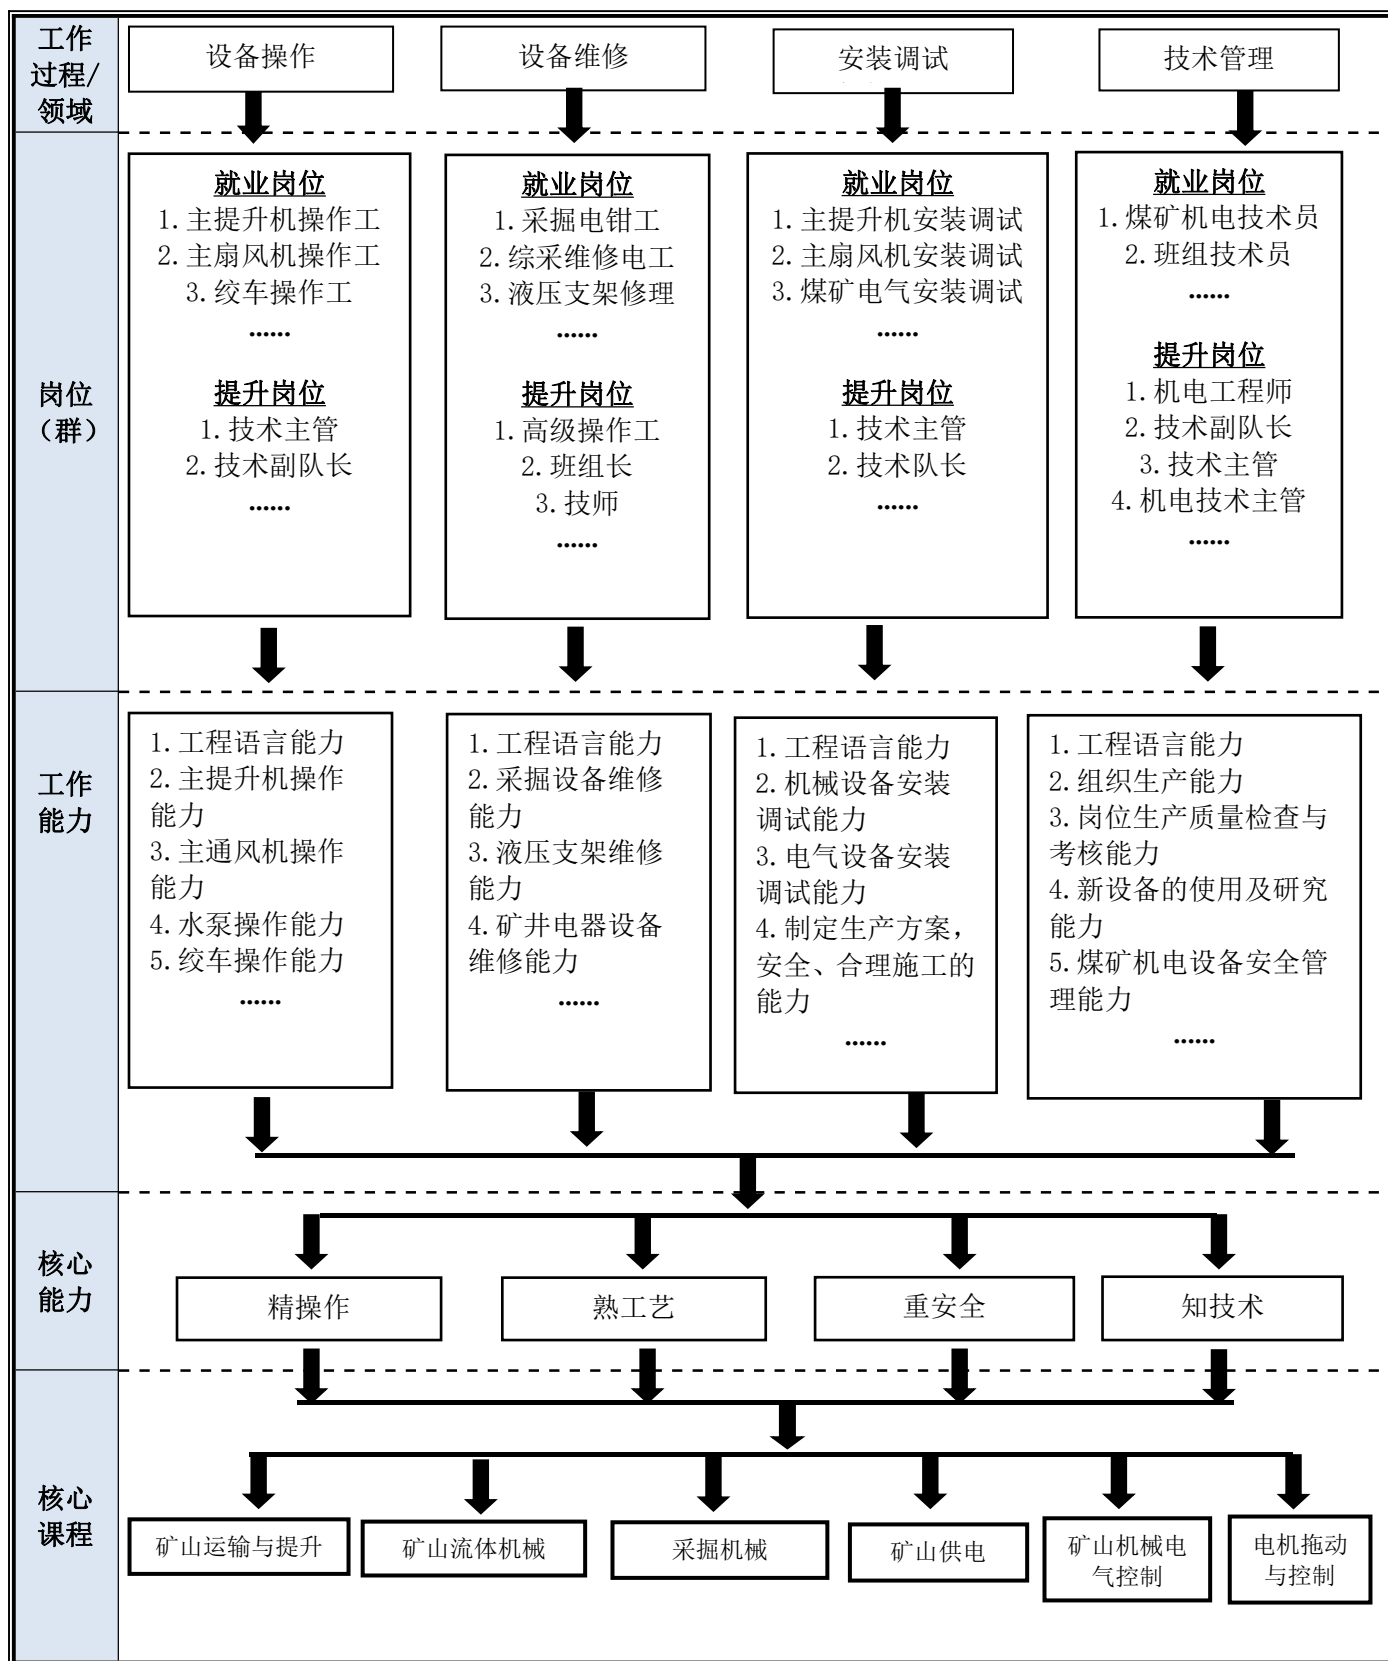 工作
过程/
领域
设备操作
设备维修
安装调试
技术管理
岗位
（群）
就业岗位
1.主提升机操作工
2.主扇风机操作工
3.绞车操作工
……
提升岗位
1.技术主管
2.技术副队长
……
就业岗位
1.采掘电钳工
2.综采维修电工
3.液压支架修理
……
提升岗位
1.高级操作工
2.班组长
3.技师
……
就业岗位
1.主提升机安装调试
2.主扇风机安装调试
3.煤矿电气安装调试
……
提升岗位
1.技术主管
2.技术队长
……
就业岗位
1.煤矿机电技术员
2.班组技术员
……
提升岗位
1.机电工程师
2.技术副队长
3.技术主管
4.机电技术主管
……
工作
能力
1.工程语言能力
2.主提升机操作
能力
3.主通风机操作
能力
4.水泵操作能力
5.绞车操作能力
……
1.工程语言能力
2.采掘设备维修
能力
3.液压支架维修
能力
4.矿井电器设备
维修能力
……
1.工程语言能力
2.机械设备安装
调试能力
3.电气设备安装
调试能力
4.制定生产方案，
安全、合理施工的
能力
……
1.工程语言能力
2.组织生产能力
3.岗位生产质量检查与
考核能力
4.新设备的使用及研究
能力
5.煤矿机电设备安全管
理能力
……
核心
能力
精操作
熟工艺
重安全
知技术
核心
课程
矿山运输与提升
矿山流体机械
采掘机械
矿山供电
矿山机械电
气控制
电机拖动
与控制